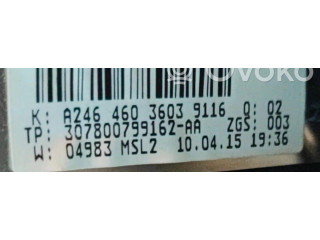 OVOKO
K: A246 460 3603 9116 Q: 02
TP: 307800799162-AA ZGS: 003
W: 04983 MSL2 10.04.15 19:36